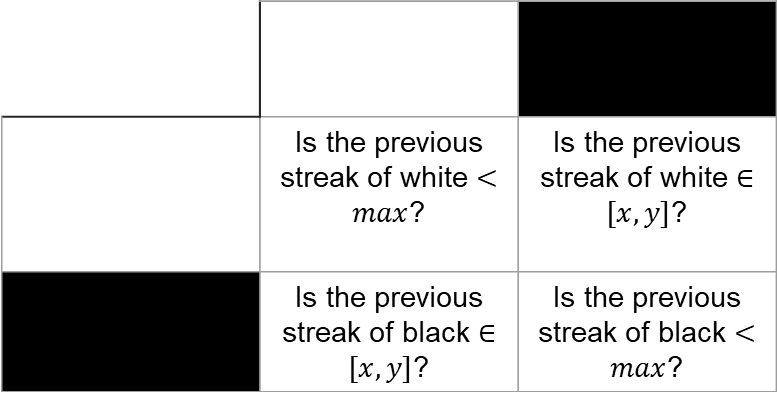 Is the previous
streak of white <
max?
Is the previous
streak of white ∈
[x, y]?
Is the previous
streak of black ∈
[x, y]?
Is the previous
streak of black <
max?